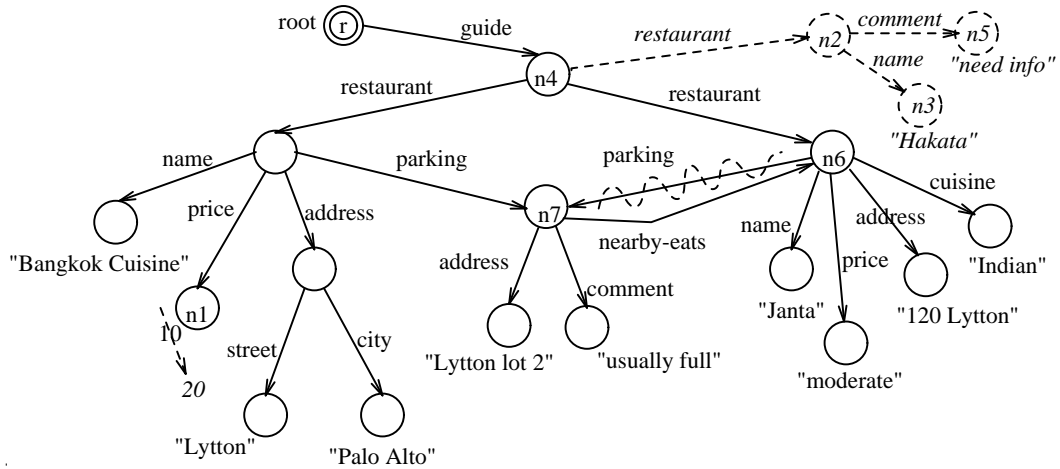 root
r
guide
n4
restaurant
n2
comment
n5
"need info"
name
n3
"Hakata"
restaurant
restaurant
name
parking
parking
n6
cuisine
price
address
n7
nearby-eats
name
address
price
"Bangkok Cuisine"
address
comment
"Indian"
n1
10
20
"Janta"
"120 Lytton"
street
city
"Lytton lot 2"
"usually full"
"moderate"
"Lytton"
"Palo Alto"